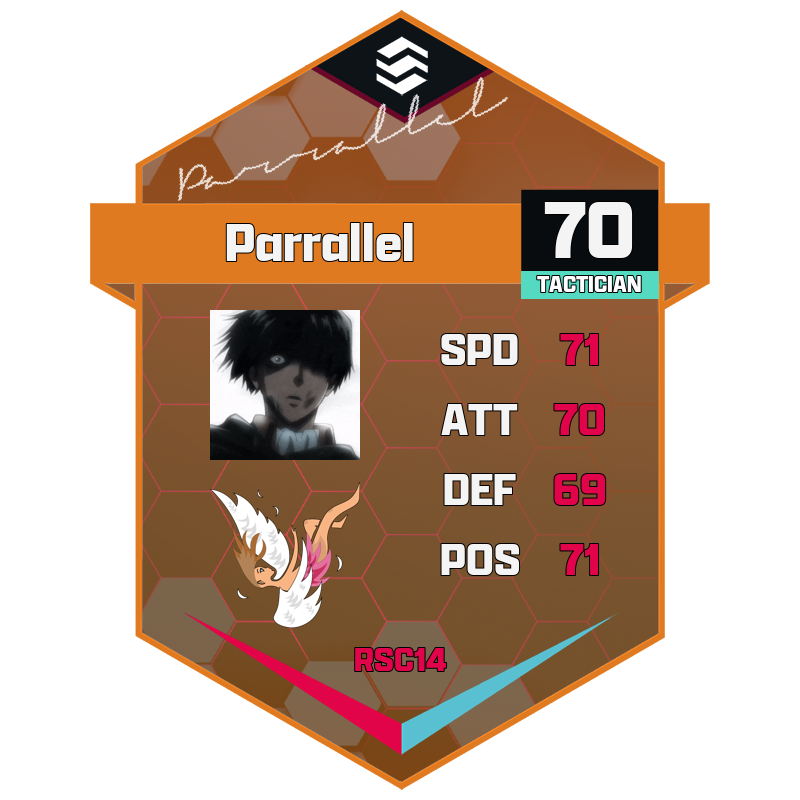 Parrallel
Parrallel
70
TACTICIAN
SPD 71
ATT 70
DEF 69
POS 71
RSC14